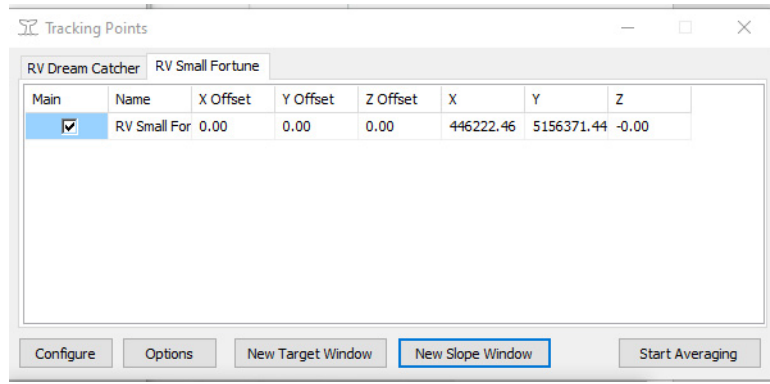 Tracking Points
RV Dream Catcher RV Small Fortune
Main Name X Offset Y Offset Z Offset X Y Z
RV Small For 0.00 0.00 0.00 446222.46 5156371.44 -0.00
Configure Options New Target Window New Slope Window Start Averaging